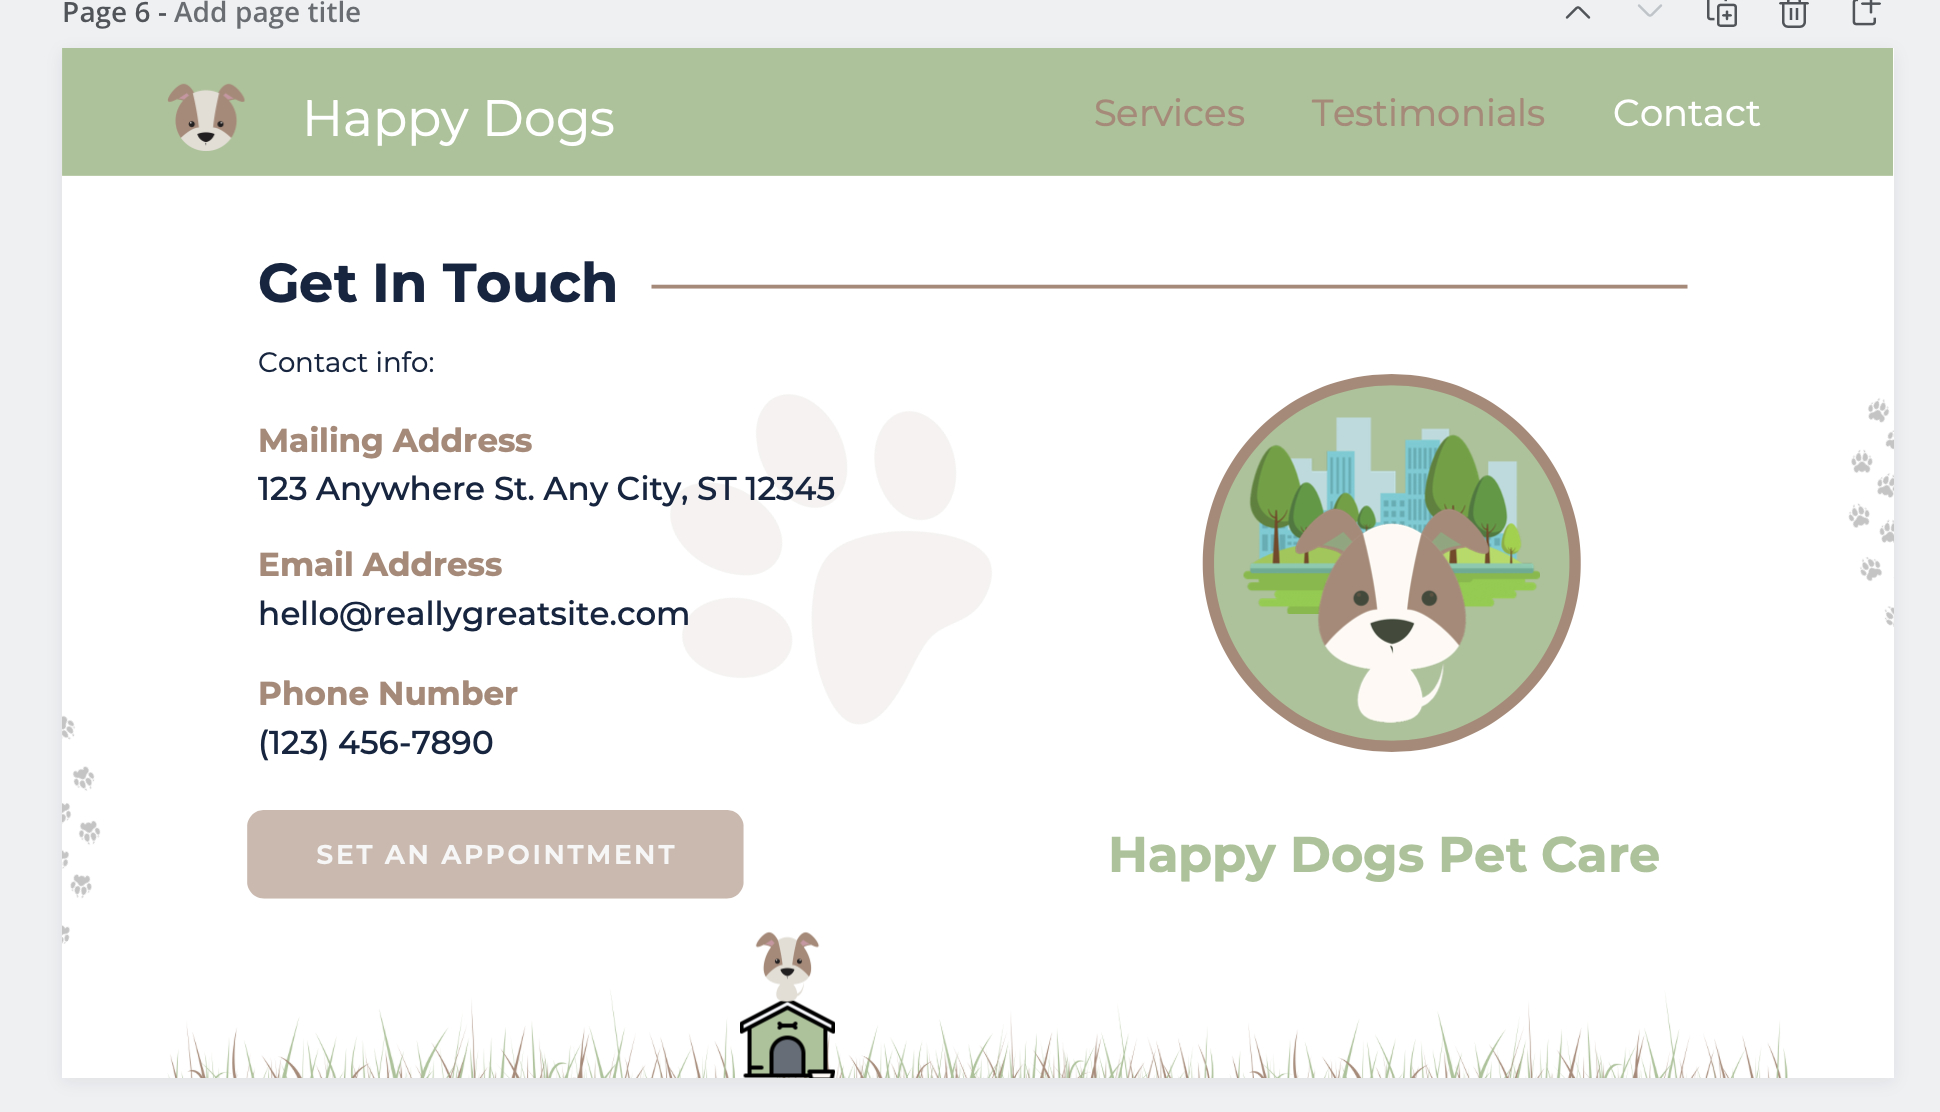 Page 6 - Add page title
Happy Dogs
Services Testimonials Contact
Get In Touch
Contact info:
Mailing Address
123 Anywhere St. Any City, ST 12345
Email Address
hello@reallygreatsite.com
Phone Number
(123) 456-7890
SET AN APPOINTMENT
Happy Dogs Pet Care